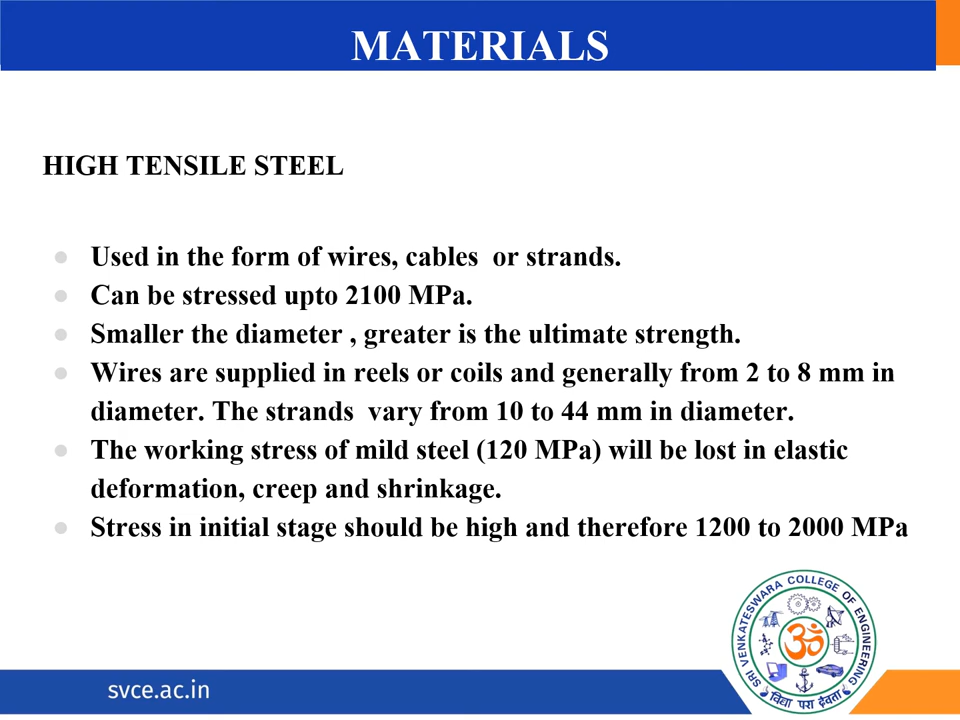 MATERIALS
HIGH TENSILE STEEL
● Used in the form of wires, cables or strands.
● Can be stressed upto 2100 MPa.
● Smaller the diameter , greater is the ultimate strength.
● Wires are supplied in reels or coils and generally from 2 to 8 mm in
diameter. The strands vary from 10 to 44 mm in diameter.
● The working stress of mild steel (120 MPa) will be lost in elastic
deformation, creep and shrinkage.
● Stress in initial stage should be high and therefore 1200 to 2000 MPa
SRI VENKATESWARA COLLEGE OF ENGINEERING
ॐ
विद्या परा देवता
svce.ac.in